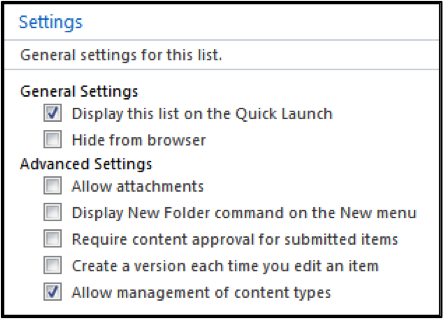 Settings
General settings for this list.
General Settings
Display this list on the Quick Launch
Hide from browser
Advanced Settings
Allow attachments
Display New Folder command on the New menu
Require content approval for submitted items
Create a version each time you edit an item
Allow management of content types